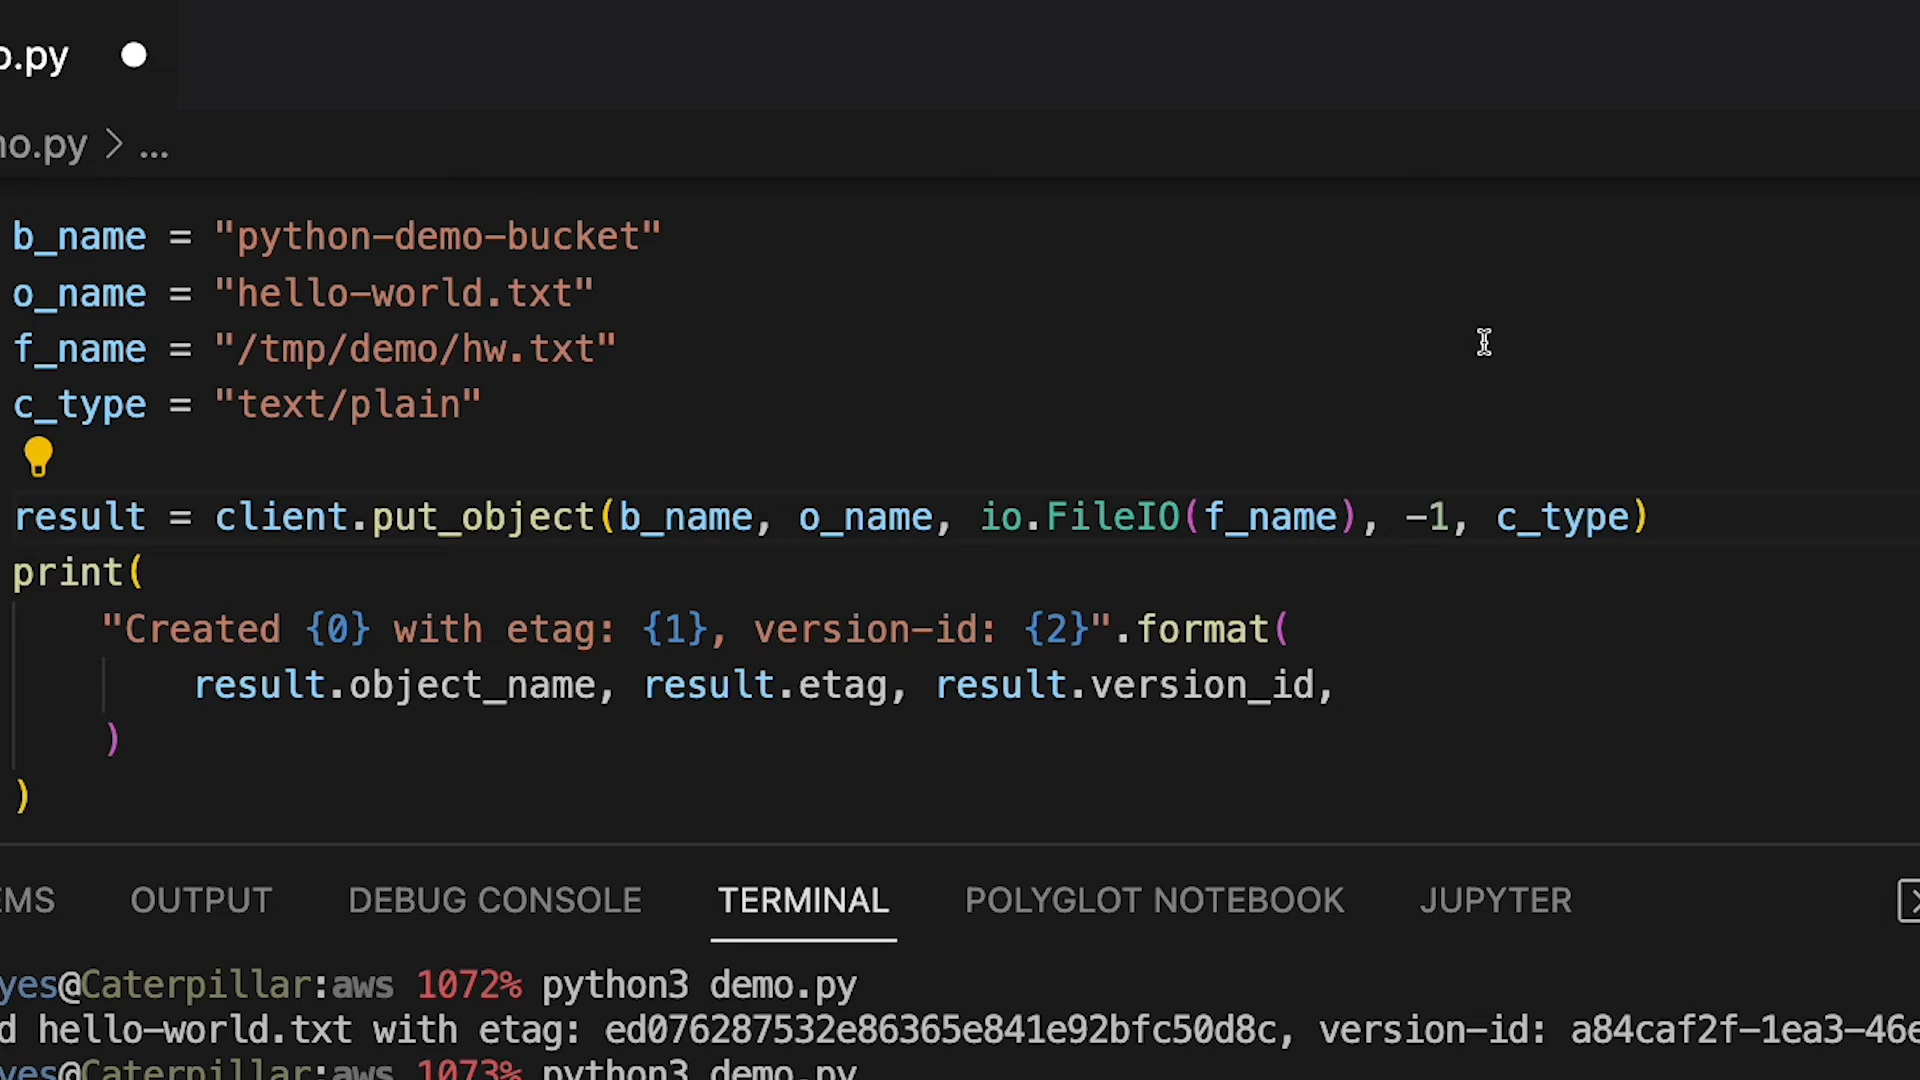 o.py
no.py > ...
b_name = "python-demo-bucket"
o_name = "hello-world.txt"
f_name = "/tmp/demo/hw.txt"
c_type = "text/plain"
result = client.put_object(b_name, o_name, io.FileIO(f_name), -1, c_type)
print(
"Created {0} with etag: {1}, version-id: {2}".format(
result.object_name, result.etag, result.version_id,
)
)
EMS OUTPUT DEBUG CONSOLE TERMINAL POLYGLOT NOTEBOOK JUPYTER
yes@Caterpillar:aws 1072% python3 demo.py
d hello-world.txt with etag: ed076287532e86365e841e92bfc50d8c, version-id: a84caf2f-1ea3-46e
yes@Caterpillar:aws 1073% python3 demo.py